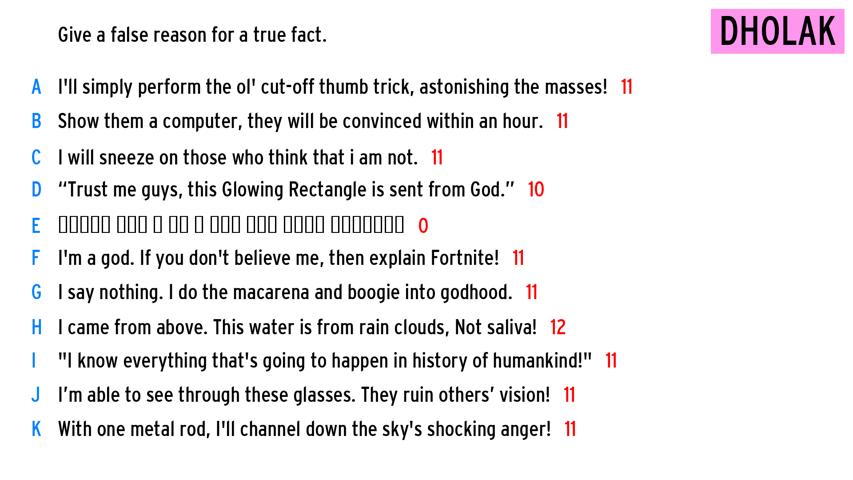 Give a false reason for a true fact.
DHOLAK
A I'll simply perform the ol' cut-off thumb trick, astonishing the masses! 11
B Show them a computer, they will be convinced within an hour. 11
C I will sneeze on those who think that i am not. 11
D “Trust me guys, this Glowing Rectangle is sent from God.” 10
E 0
F I'm a god. If you don't believe me, then explain Fortnite! 11
G I say nothing. I do the macarena and boogie into godhood. 11
H I came from above. This water is from rain clouds, Not saliva! 12
I "I know everything that's going to happen in history of humankind!" 11
J I’m able to see through these glasses. They ruin others’ vision! 11
K With one metal rod, I'll channel down the sky's shocking anger! 11